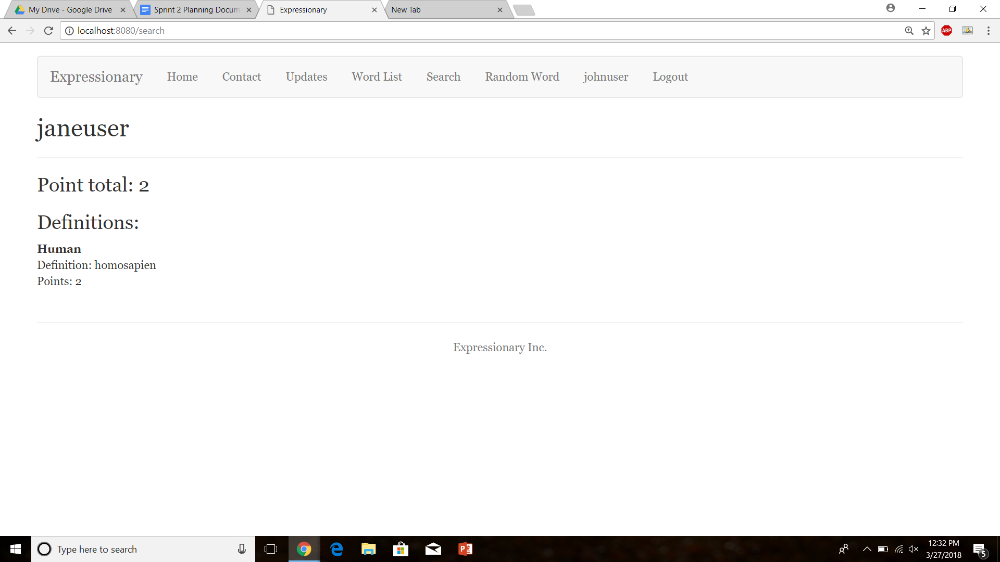 My Drive - Google Drive
Sprint 2 Planning Docum
Expressionary
New Tab
localhost:8080/search
ABP
Expressionary Home Contact Updates Word List Search Random Word johnuser Logout
janeuser
Point total: 2
Definitions:
Human
Definition: homosapien
Points: 2
Expressionary Inc.
Type here to search
12:32 PM
3/27/2018
5